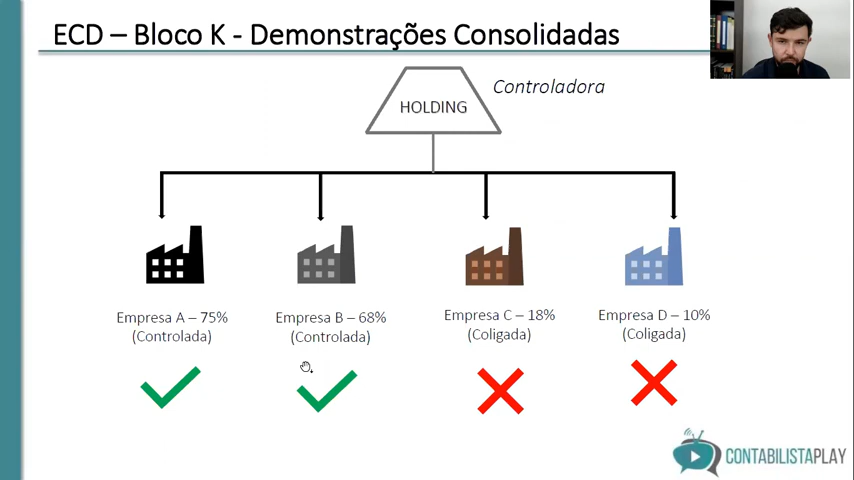 ECD – Bloco K - Demonstrações Consolidadas
Controladora
HOLDING
Empresa A – 75%
(Controlada)
Empresa B – 68%
(Controlada)
Empresa C – 18%
(Coligada)
Empresa D – 10%
(Coligada)
CONTABILISTAPLAY